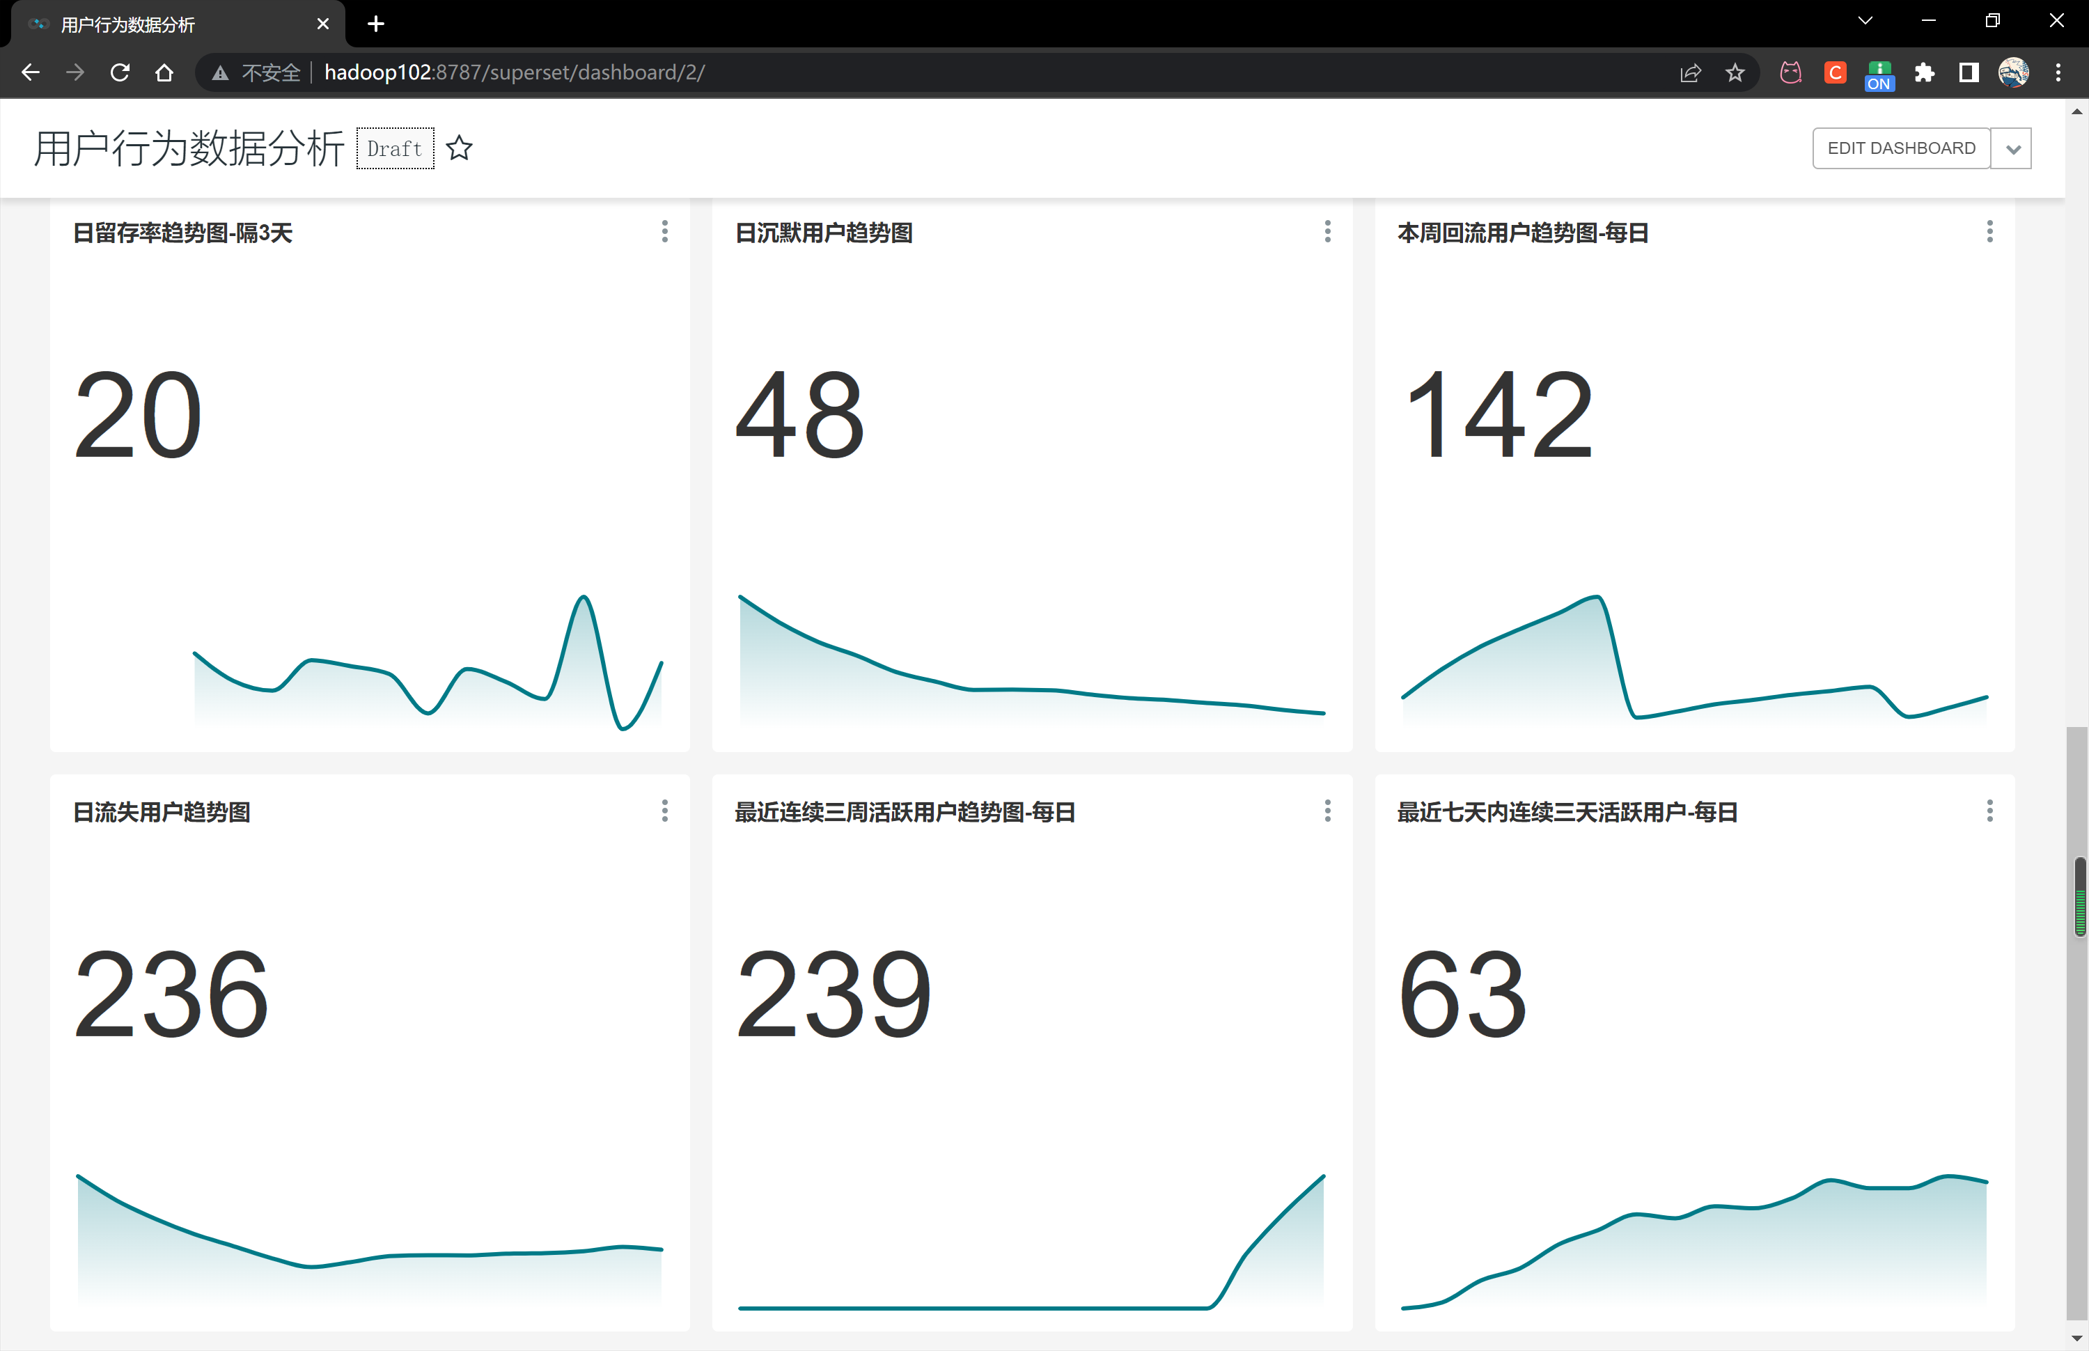 用户行为数据分析
不安全 hadoop102:8787/superset/dashboard/2/
C
ON
用户行为数据分析 Draft
EDIT DASHBOARD
日留存率趋势图-隔3天
20
日沉默用户趋势图
48
本周回流用户趋势图-每日
142
日流失用户趋势图
236
最近连续三周活跃用户趋势图-每日
239
最近七天内连续三天活跃用户-每日
63